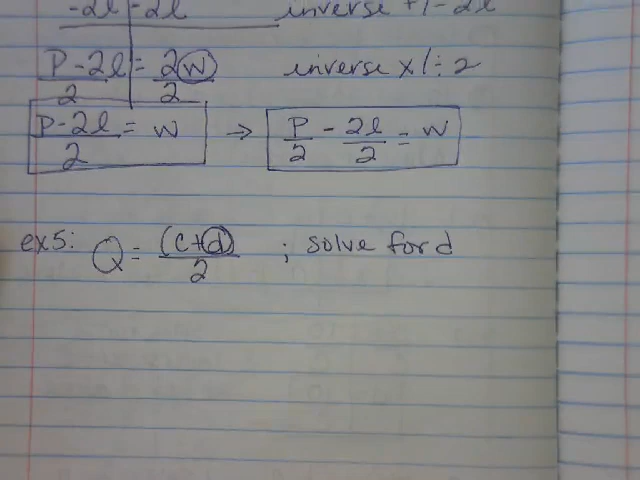 -2l | -2l inverse +/- 2l
P - 2l = 2w inverse x/÷ 2
2 2
P - 2l = w → P - 2l = w
2 2 2
ex5: Q = (c+d) ; solve for d
2